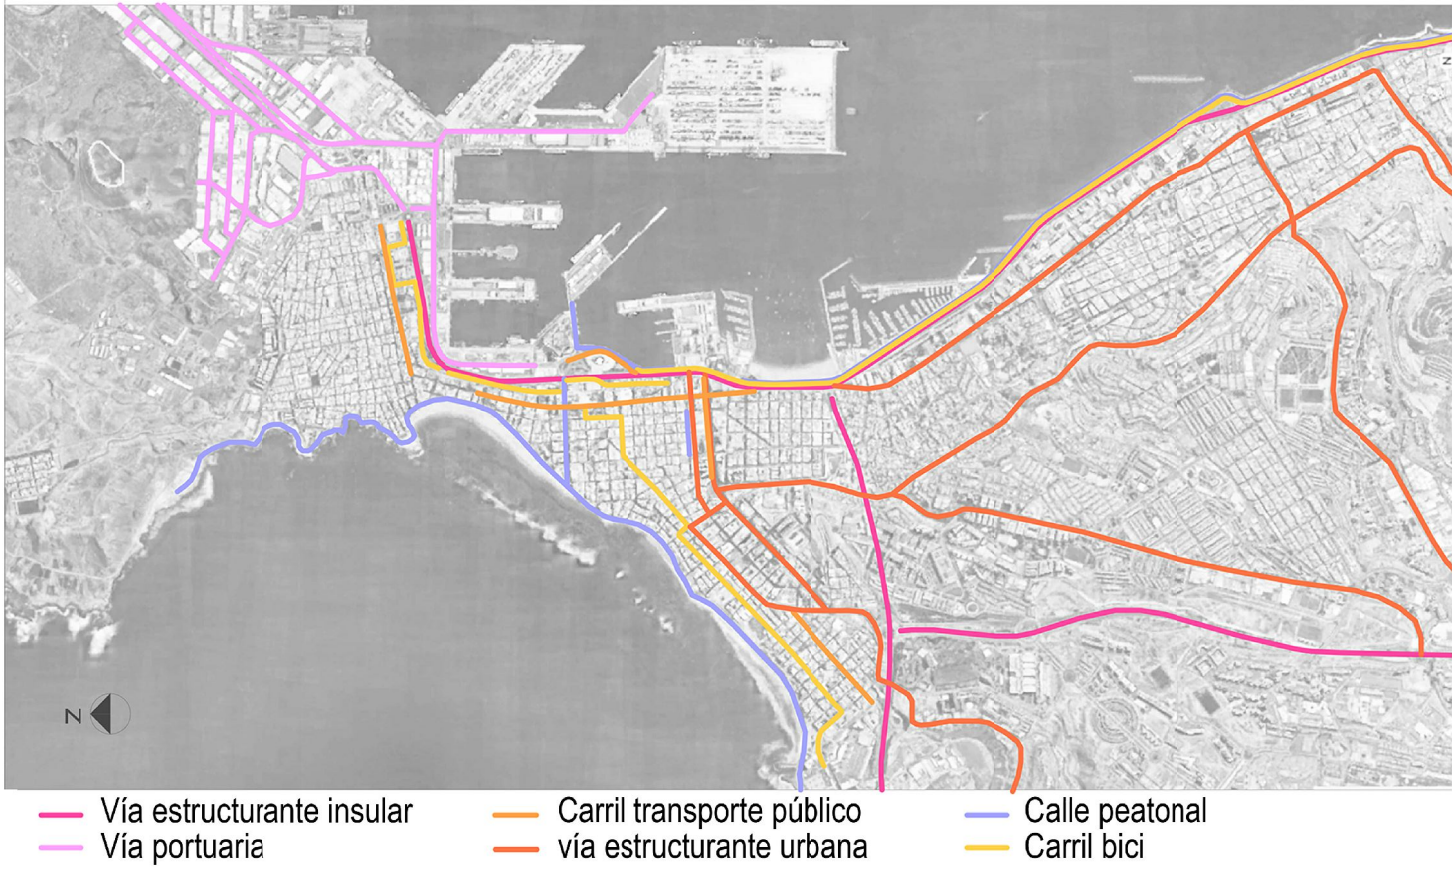 N
N
Vía estructurante insular
Carril transporte público
Calle peatonal
Vía portuaria
vía estructurante urbana
Carril bici